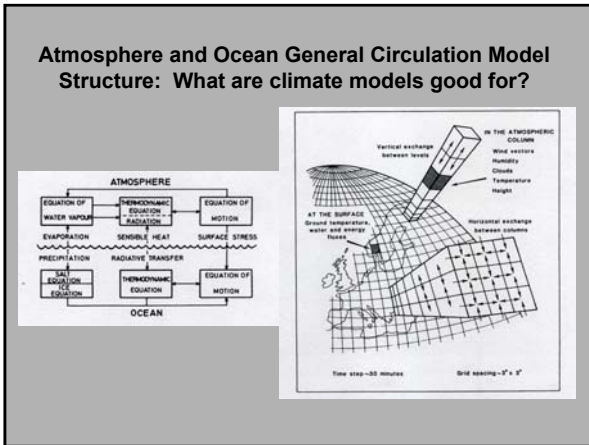 Atmosphere and Ocean General Circulation Model
Structure: What are climate models good for?
ATMOSPHERE
EQUATION OF
WATER VAPOUR
THERMODYNAMIC
EQUATION
RADIATION
EQUATION OF
MOTION
EVAPORATION SENSIBLE HEAT SURFACE STRESS
PRECIPITATION RADIATIVE TRANSFER
SALT EQUATION
ICE EQUATION
THERMODYNAMIC
EQUATION
EQUATION OF
MOTION
OCEAN
Vertical exchange
between levels
IN THE ATMOSPHERIC
COLUMN
Wind vectors
Humidity
Clouds
Temperature
Height
AT THE SURFACE
Ground temperature,
water and energy
fluxes
Horizontal exchange
between columns
Time step ~30 minutes
Grid spacing ~3° x 3°